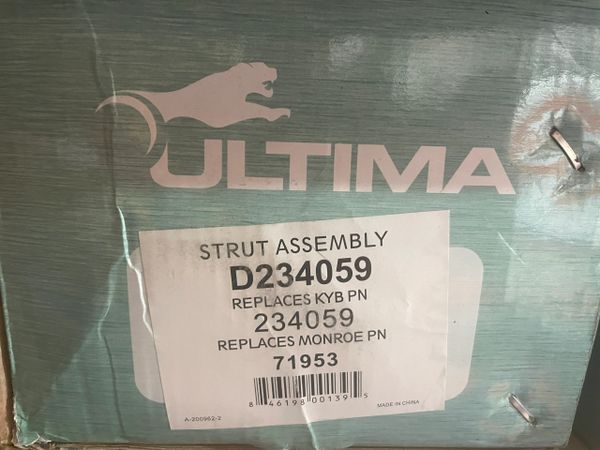 ULTIMA
STRUT ASSEMBLY
D234059
REPLACES KYB PN
234059
REPLACES MONROE PN
71953
8 46198 00139 5
A-200962-2
MADE IN CHINA